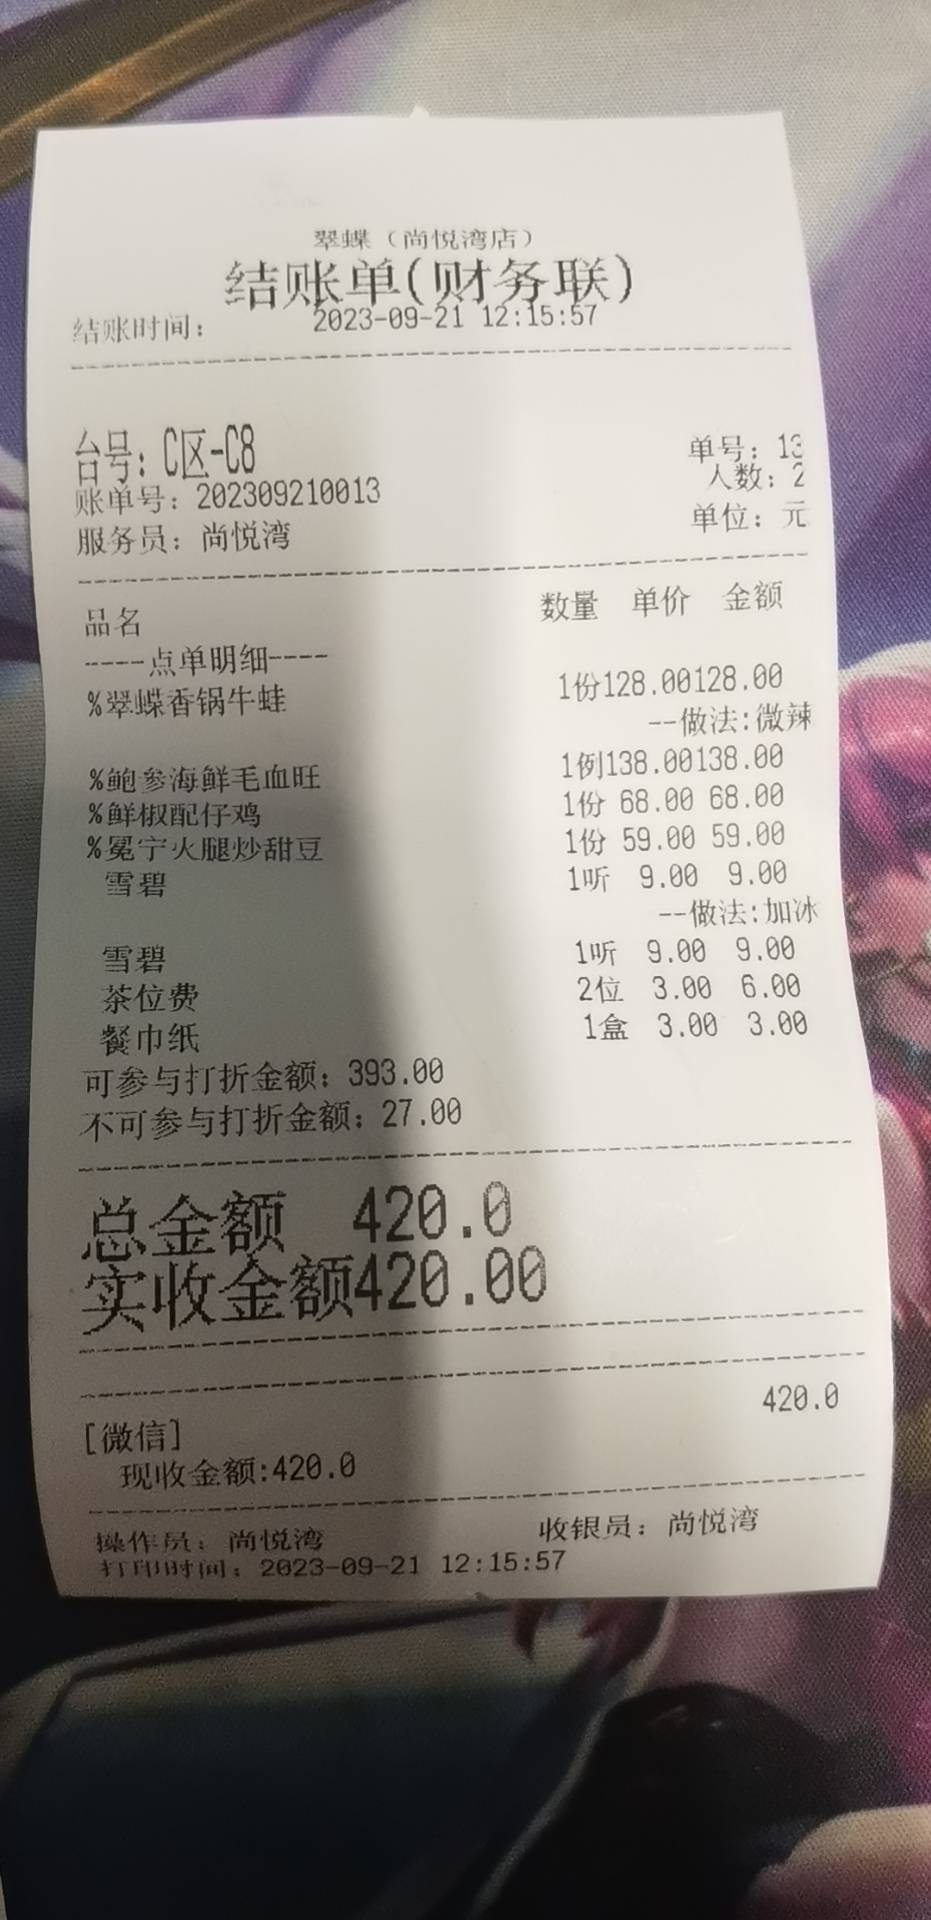 翠蝶（尚悦湾店）
结账单(财务联)
结账时间： 2023-09-21 12:15:57
台号：C区-C8 单号：13
账单号：202309210013 人数：2
服务员：尚悦湾 单位：元
品名 数量 单价 金额
-----点单明细----
%翠蝶香锅牛蛙 1份128.00128.00
--做法:微辣
%鲍参海鲜毛血旺 1例138.00138.00
%鲜椒配仔鸡 1份 68.00 68.00
%冕宁火腿炒甜豆 1份 59.00 59.00
雪碧 1听 9.00 9.00
--做法:加冰
雪碧 1听 9.00 9.00
茶位费 2位 3.00 6.00
餐巾纸 1盒 3.00 3.00
可参与打折金额：393.00
不可参与打折金额：27.00
总金额 420.0
实收金额420.00
[微信] 420.0
现收金额:420.0
操作员：尚悦湾 收银员：尚悦湾
打印时间：2023-09-21 12:15:57